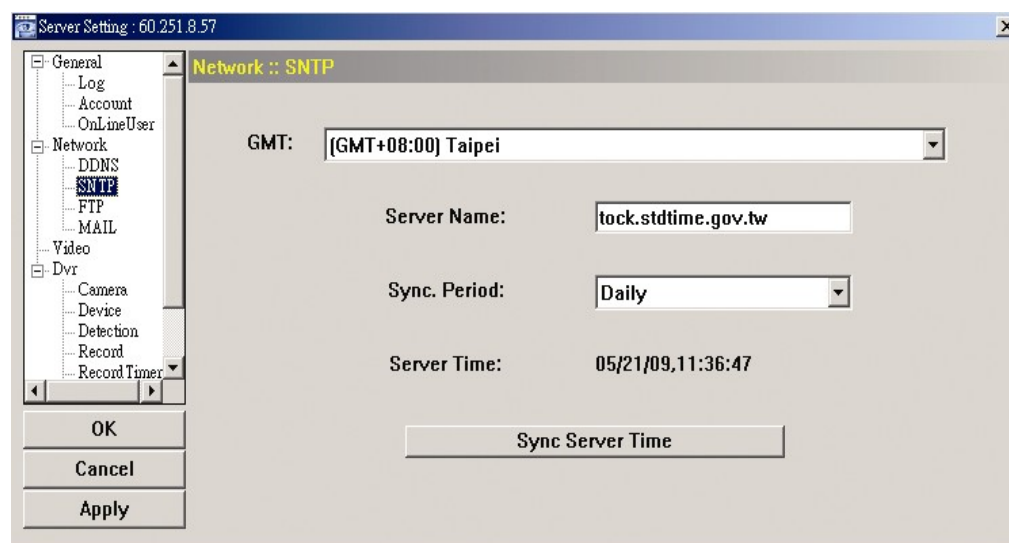 Server Setting : 60.251.8.57
General
Log
Account
OnLineUser
Network
DDNS
SNTP
FTP
MAIL
Video
Dvr
Camera
Device
Detection
Record
Record Timer
OK
Cancel
Apply
Network :: SNTP
GMT: (GMT+08:00) Taipei
Server Name: tock.stdtime.gov.tw
Sync. Period: Daily
Server Time: 05/21/09,11:36:47
Sync Server Time